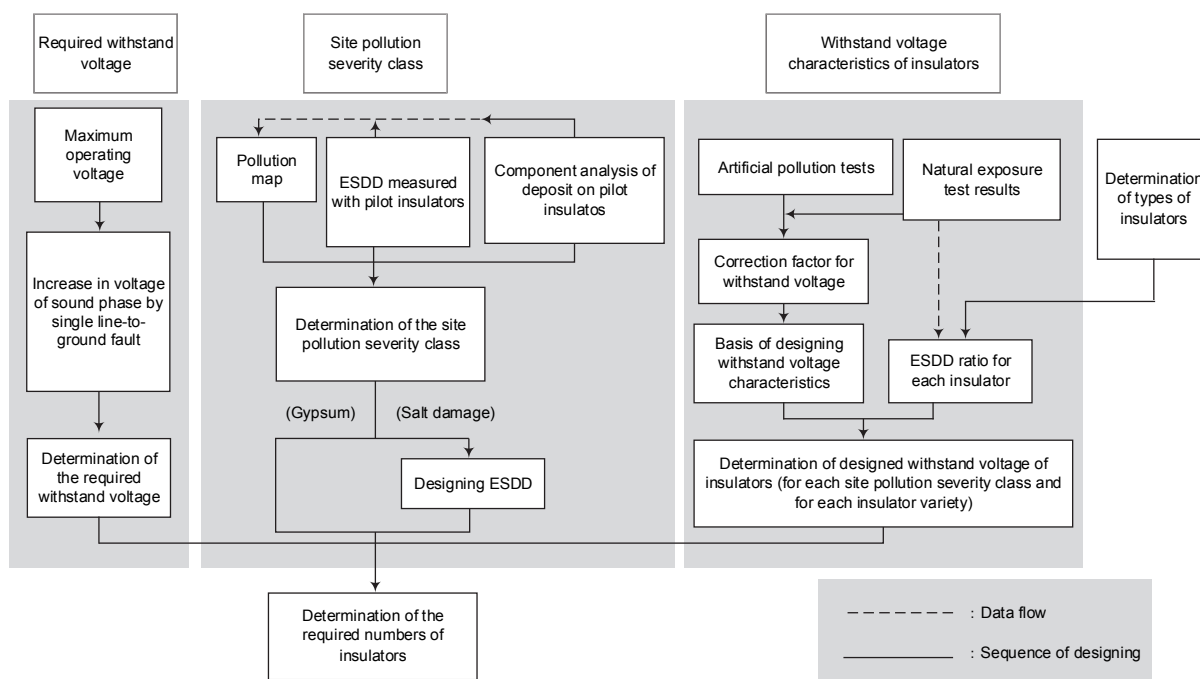 Required withstand
voltage
Site pollution
severity class
Withstand voltage
characteristics of insulators
Maximum
operating
voltage
Increase in voltage
of sound phase by
single line-to-
ground fault
Determination of
the required
withstand voltage
Pollution
map
ESDD measured
with pilot insulators
Component analysis of
deposit on pilot
insulatos
Determination of the site
pollution severity class
(Gypsum)
(Salt damage)
Designing ESDD
Artificial pollution tests
Natural exposure
test results
Determination
of types of
insulators
Correction factor for
withstand voltage
Basis of designing
withstand voltage
characteristics
ESDD ratio for
each insulator
Determination of designed withstand voltage of
insulators (for each site pollution severity class and
for each insulator variety)
Determination of the
required numbers of
insulators
: Data flow
: Sequence of designing